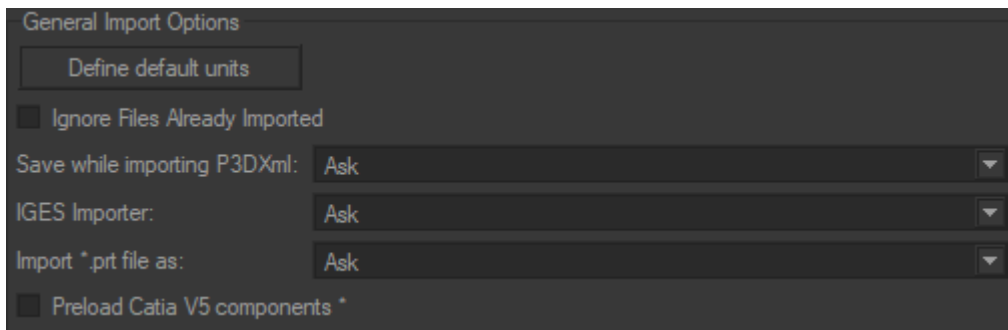 General Import Options
Define default units
Ignore Files Already Imported
Save while importing P3DXml: Ask
IGES Importer: Ask
Import *.prt file as: Ask
Preload Catia V5 components *